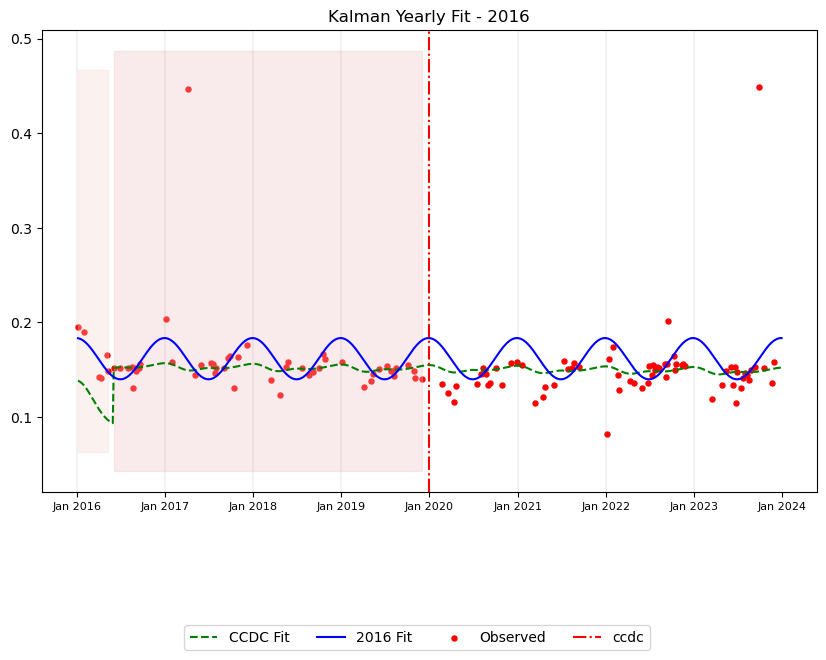 Kalman Yearly Fit - 2016
0.5
0.4
0.3
0.2
0.1
Jan 2016 Jan 2017 Jan 2018 Jan 2019 Jan 2020 Jan 2021 Jan 2022 Jan 2023 Jan 2024
CCDC Fit 2016 Fit Observed ccdc